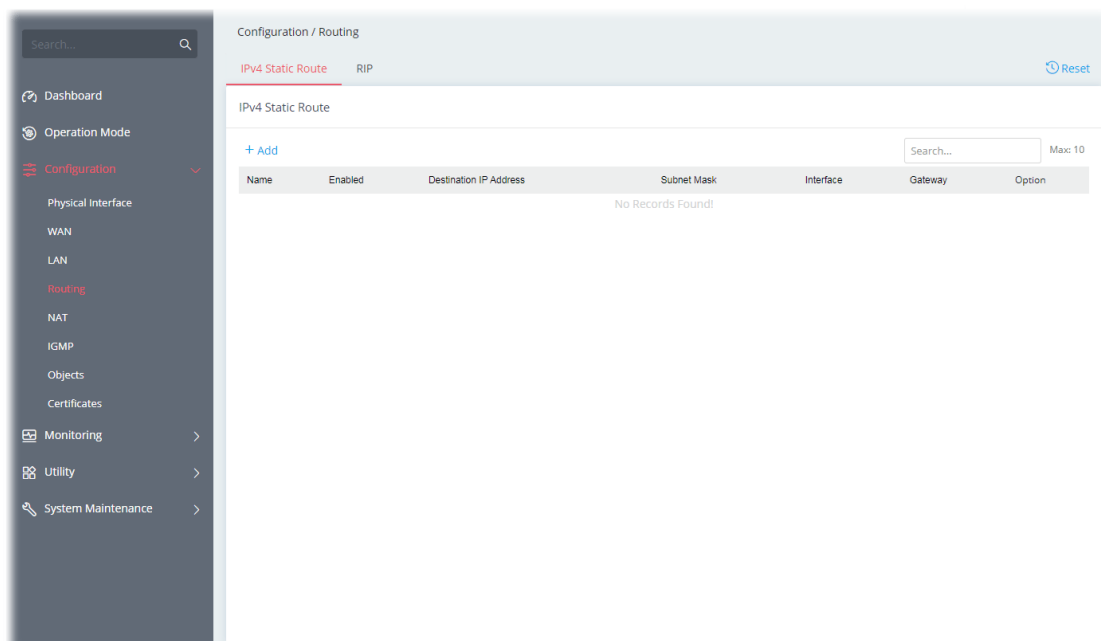 Search...
Dashboard
Operation Mode
Configuration
Physical Interface
WAN
LAN
Routing
NAT
IGMP
Objects
Certificates
Monitoring
Utility
System Maintenance
Configuration / Routing
IPv4 Static Route RIP Reset
IPv4 Static Route
+ Add Search... Max: 10
Name Enabled Destination IP Address Subnet Mask Interface Gateway Option
No Records Found!